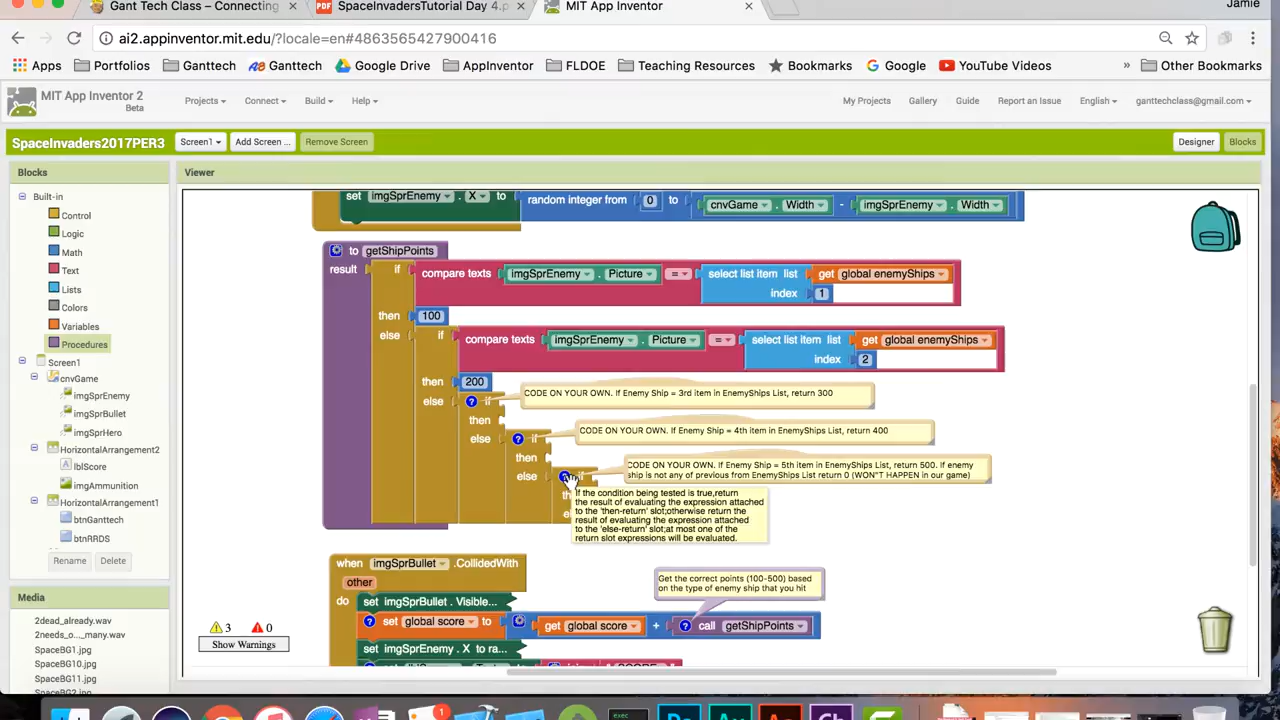 Gant Tech Class – Connecting
SpaceInvadersTutorial Day 4.p
MIT App Inventor
Jamie
ai2.appinventor.mit.edu/?locale=en#4863565427900416
Apps
Portfolios
Ganttech
Ganttech
Google Drive
AppInventor
FLDOE
Teaching Resources
Bookmarks
Google
YouTube Videos
»
Other Bookmarks
MIT App Inventor 2
Beta
Projects
Connect
Build
Help
My Projects
Gallery
Guide
Report an Issue
English
ganttechclass@gmail.com
SpaceInvaders2017PER3
Screen1
Add Screen ...
Remove Screen
Designer
Blocks
Blocks
Viewer
Built-in
Control
Logic
Math
Text
Lists
Colors
Variables
Procedures
Screen1
cnvGame
imgSprEnemy
imgSprBullet
imgSprHero
HorizontalArrangement2
lblScore
imgAmmunition
HorizontalArrangement1
btnGanttech
btnRRDS
Rename
Delete
Media
2dead_already.wav
2needs_o..._many.wav
SpaceBG1.jpg
SpaceBG10.jpg
SpaceBG11.jpg
SpaceBG2.jpg
set imgSprEnemy . X to random integer from 0 to cnvGame . Width - imgSprEnemy . Width
to getShipPoints
result if compare texts imgSprEnemy . Picture = select list item list get global enemyShips
index 1
then 100
else if compare texts imgSprEnemy . Picture = select list item list get global enemyShips
index 2
then 200
else ? if CODE ON YOUR OWN. If Enemy Ship = 3rd item in EnemyShips List, return 300
then
else ? if CODE ON YOUR OWN. If Enemy Ship = 4th item in EnemyShips List, return 400
then
else if CODE ON YOUR OWN. If Enemy Ship = 5th item in EnemyShips List, return 500. If enemy
ship is not any of previous from EnemyShips List return 0 (WON"T HAPPEN in our game)
If the condition being tested is true,return
the result of evaluating the expression attached
to the 'then-return' slot;otherwise return the
result of evaluating the expression attached
to the 'else-return' slot;at most one of the
return slot expressions will be evaluated.
when imgSprBullet .CollidedWith
other
Get the correct points (100-500) based
on the type of enemy ship that you hit
do set imgSprBullet . Visible...
? set global score to get global score + ? call getShipPoints
set imgSprEnemy . X to ra...
3
0
Show Warnings